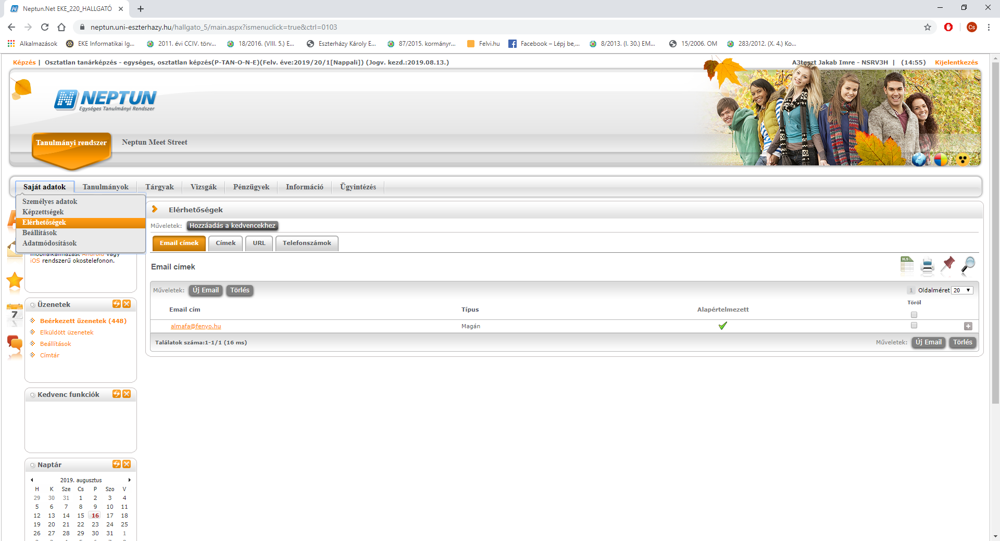 Neptun.Net EKE_220_HALLGATÓ
neptun.uni-eszterhazy.hu/hallgato_5/main.aspx?ismenuclick=true&ctrl=0103
Cs
Alkalmazások EKE Informatikai Ig... 2011. évi CCIV. törv... 18/2016. (VIII. 5.) E... Eszterházy Károly E... 87/2015. kormányr... Felvi.hu Facebook – Lépj be,... 8/2013. (I. 30.) EM... 15/2006. OM 283/2012. (X. 4.) Ko...
Képzés | Osztatlan tanárképzés - egységes, osztatlan képzés(P-TAN-O-N-E)(Felv. éve:2019/20/1[Nappali]) (Jogv. kezd.:2019.08.13.)
A3teszt Jakab Imre - NSRV3H | (14:55) Kijelentkezés
NEPTUN
Egységes Tanulmányi Rendszer
Tanulmányi rendszer Neptun Meet Street
Saját adatok Tanulmányok Tárgyak Vizsgák Pénzügyek Információ Ügyintézés
Személyes adatok
Képzettségek
Elérhetőségek
Beállítások
Adatmódosítások
mobilalkalmazást Android vagy
iOS rendszerű okostelefonon.
Üzenetek
Beérkezett üzenetek (448)
Elküldött üzenetek
Beállítások
Címtár
Kedvenc funkciók
Naptár
2019. augusztus
H K Sze Cs P Szo V
29 30 31 1 2 3 4
5 6 7 8 9 10 11
12 13 14 15 16 17 18
19 20 21 22 23 24 25
26 27 28 29 30 31 1
7
Elérhetőségek
Műveletek: Hozzáadás a kedvencekhez
Email címek Címek URL Telefonszámok
Email címek
XLS
Műveletek: Új Email Törlés
1 Oldalméret 20
Email cím Típus Alapértelmezett Töröl
almafa@fenyo.hu Magán
Találatok száma:1-1/1 (16 ms)
Műveletek: Új Email Törlés